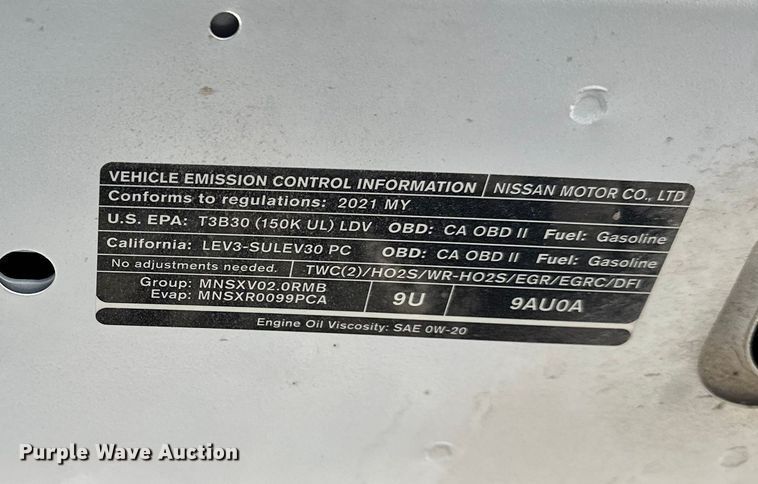 VEHICLE EMISSION CONTROL INFORMATION NISSAN MOTOR CO., LTD
Conforms to regulations: 2021 MY
U.S. EPA: T3B30 (150K UL) LDV OBD: CA OBD II Fuel: Gasoline
California: LEV3-SULEV30 PC OBD: CA OBD II Fuel: Gasoline
No adjustments needed. TWC(2)/HO2S/WR-HO2S/EGR/EGRC/DFI
Group: MNSXV02.0RMB
Evap: MNSXR0099PCA 9U 9AU0A
Engine Oil Viscosity: SAE 0W-20
Purple Wave Auction